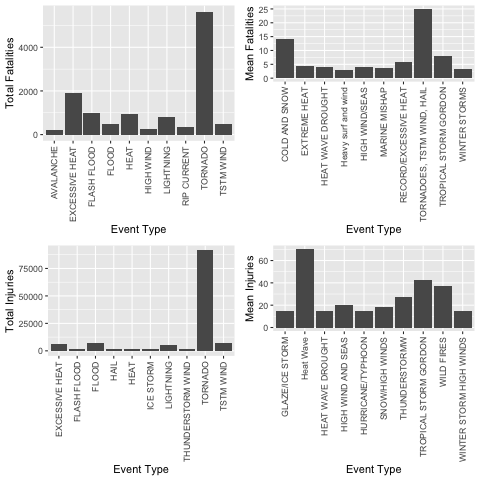 Total Fatalities
4000
2000
0
AVALANCHE
EXCESSIVE HEAT
FLASH FLOOD
FLOOD
HEAT
HIGH WIND
LIGHTNING
RIP CURRENT
TORNADO
TSTM WIND
Event Type
Mean Fatalities
25
20
15
10
5
0
COLD AND SNOW
EXTREME HEAT
HEAT WAVE DROUGHT
Heavy surf and wind
HIGH WIND/SEAS
MARINE MISHAP
RECORD/EXCESSIVE HEAT
TORNADOES, TSTM WIND, HAIL
TROPICAL STORM GORDON
WINTER STORMS
Event Type
Total Injuries
75000
50000
25000
0
EXCESSIVE HEAT
FLASH FLOOD
FLOOD
HAIL
HEAT
ICE STORM
LIGHTNING
THUNDERSTORM WIND
TORNADO
TSTM WIND
Event Type
Mean Injuries
60
40
20
0
GLAZE/ICE STORM
Heat Wave
HEAT WAVE DROUGHT
HIGH WIND AND SEAS
HURRICANE/TYPHOON
SNOW/HIGH WINDS
THUNDERSTORMW
TROPICAL STORM GORDON
WILD FIRES
WINTER STORM HIGH WINDS
Event Type